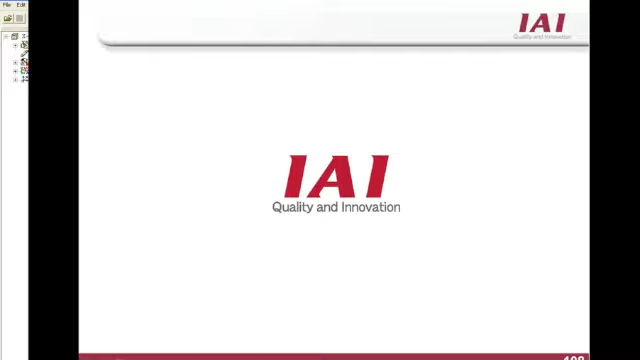 File Edit
IAI
Quality and Innovation
IAI
Quality and Innovation